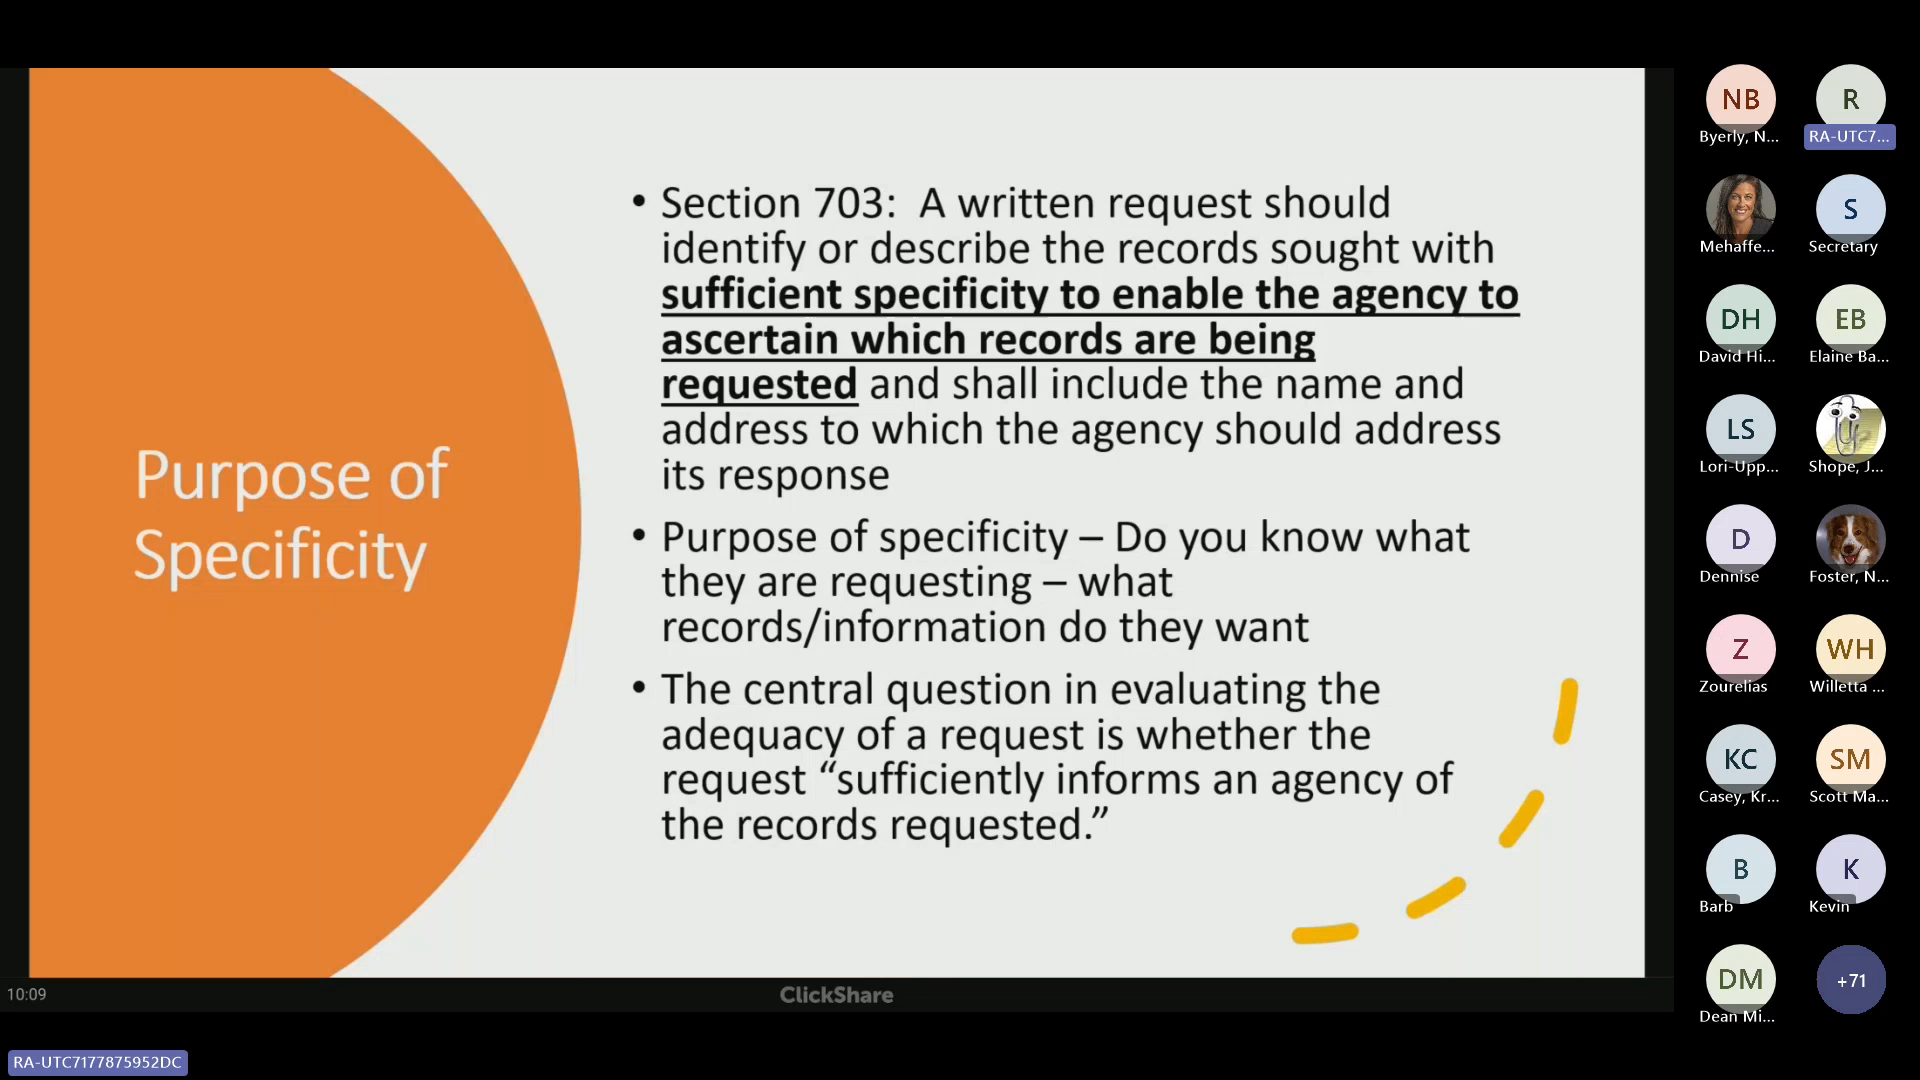 Purpose of
Specificity
• Section 703:  A written request should
identify or describe the records sought with
sufficient specificity to enable the agency to
ascertain which records are being
requested and shall include the name and
address to which the agency should address
its response
• Purpose of specificity – Do you know what
they are requesting – what
records/information do they want
• The central question in evaluating the
adequacy of a request is whether the
request “sufficiently informs an agency of
the records requested.”
10:09
ClickShare
RA-UTC7177875952DC
NB
Byerly, N...
R
RA-UTC7...
Mehaffe...
S
Secretary
DH
David Hi...
EB
Elaine Ba...
LS
Lori-Upp...
Shope, J...
D
Dennise
Foster, N...
Z
Zourelias
WH
Willetta ...
KC
Casey, Kr...
SM
Scott Ma...
B
Barb
K
Kevin
DM
Dean Mi...
+71